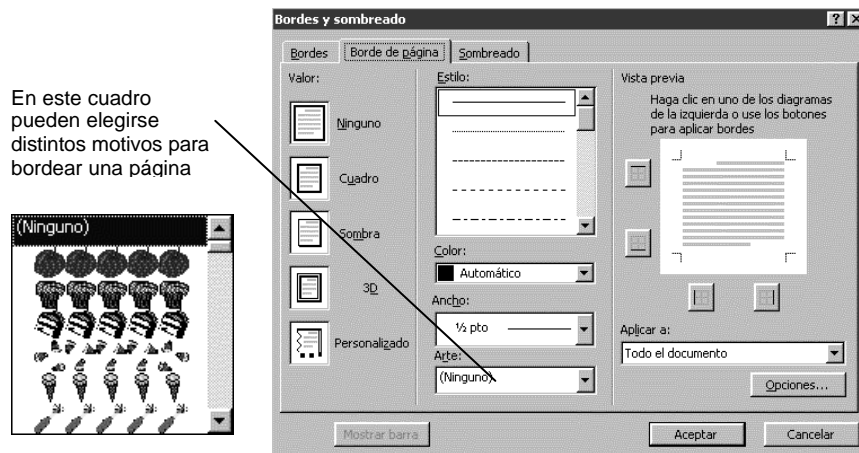 Bordes y sombreado
Bordes
Borde de página
Sombreado
En este cuadro
pueden elegirse
distintos motivos para
bordear una página
(Ninguno)
Valor:
Ninguno
Cuadro
Sombra
3D
Personalizado
Estilo:
Color:
Automático
Ancho:
½ pto
Arte:
(Ninguno)
Vista previa
Haga clic en uno de los diagramas
de la izquierda o use los botones
para aplicar bordes
Aplicar a:
Todo el documento
Opciones...
Mostrar barra
Aceptar
Cancelar